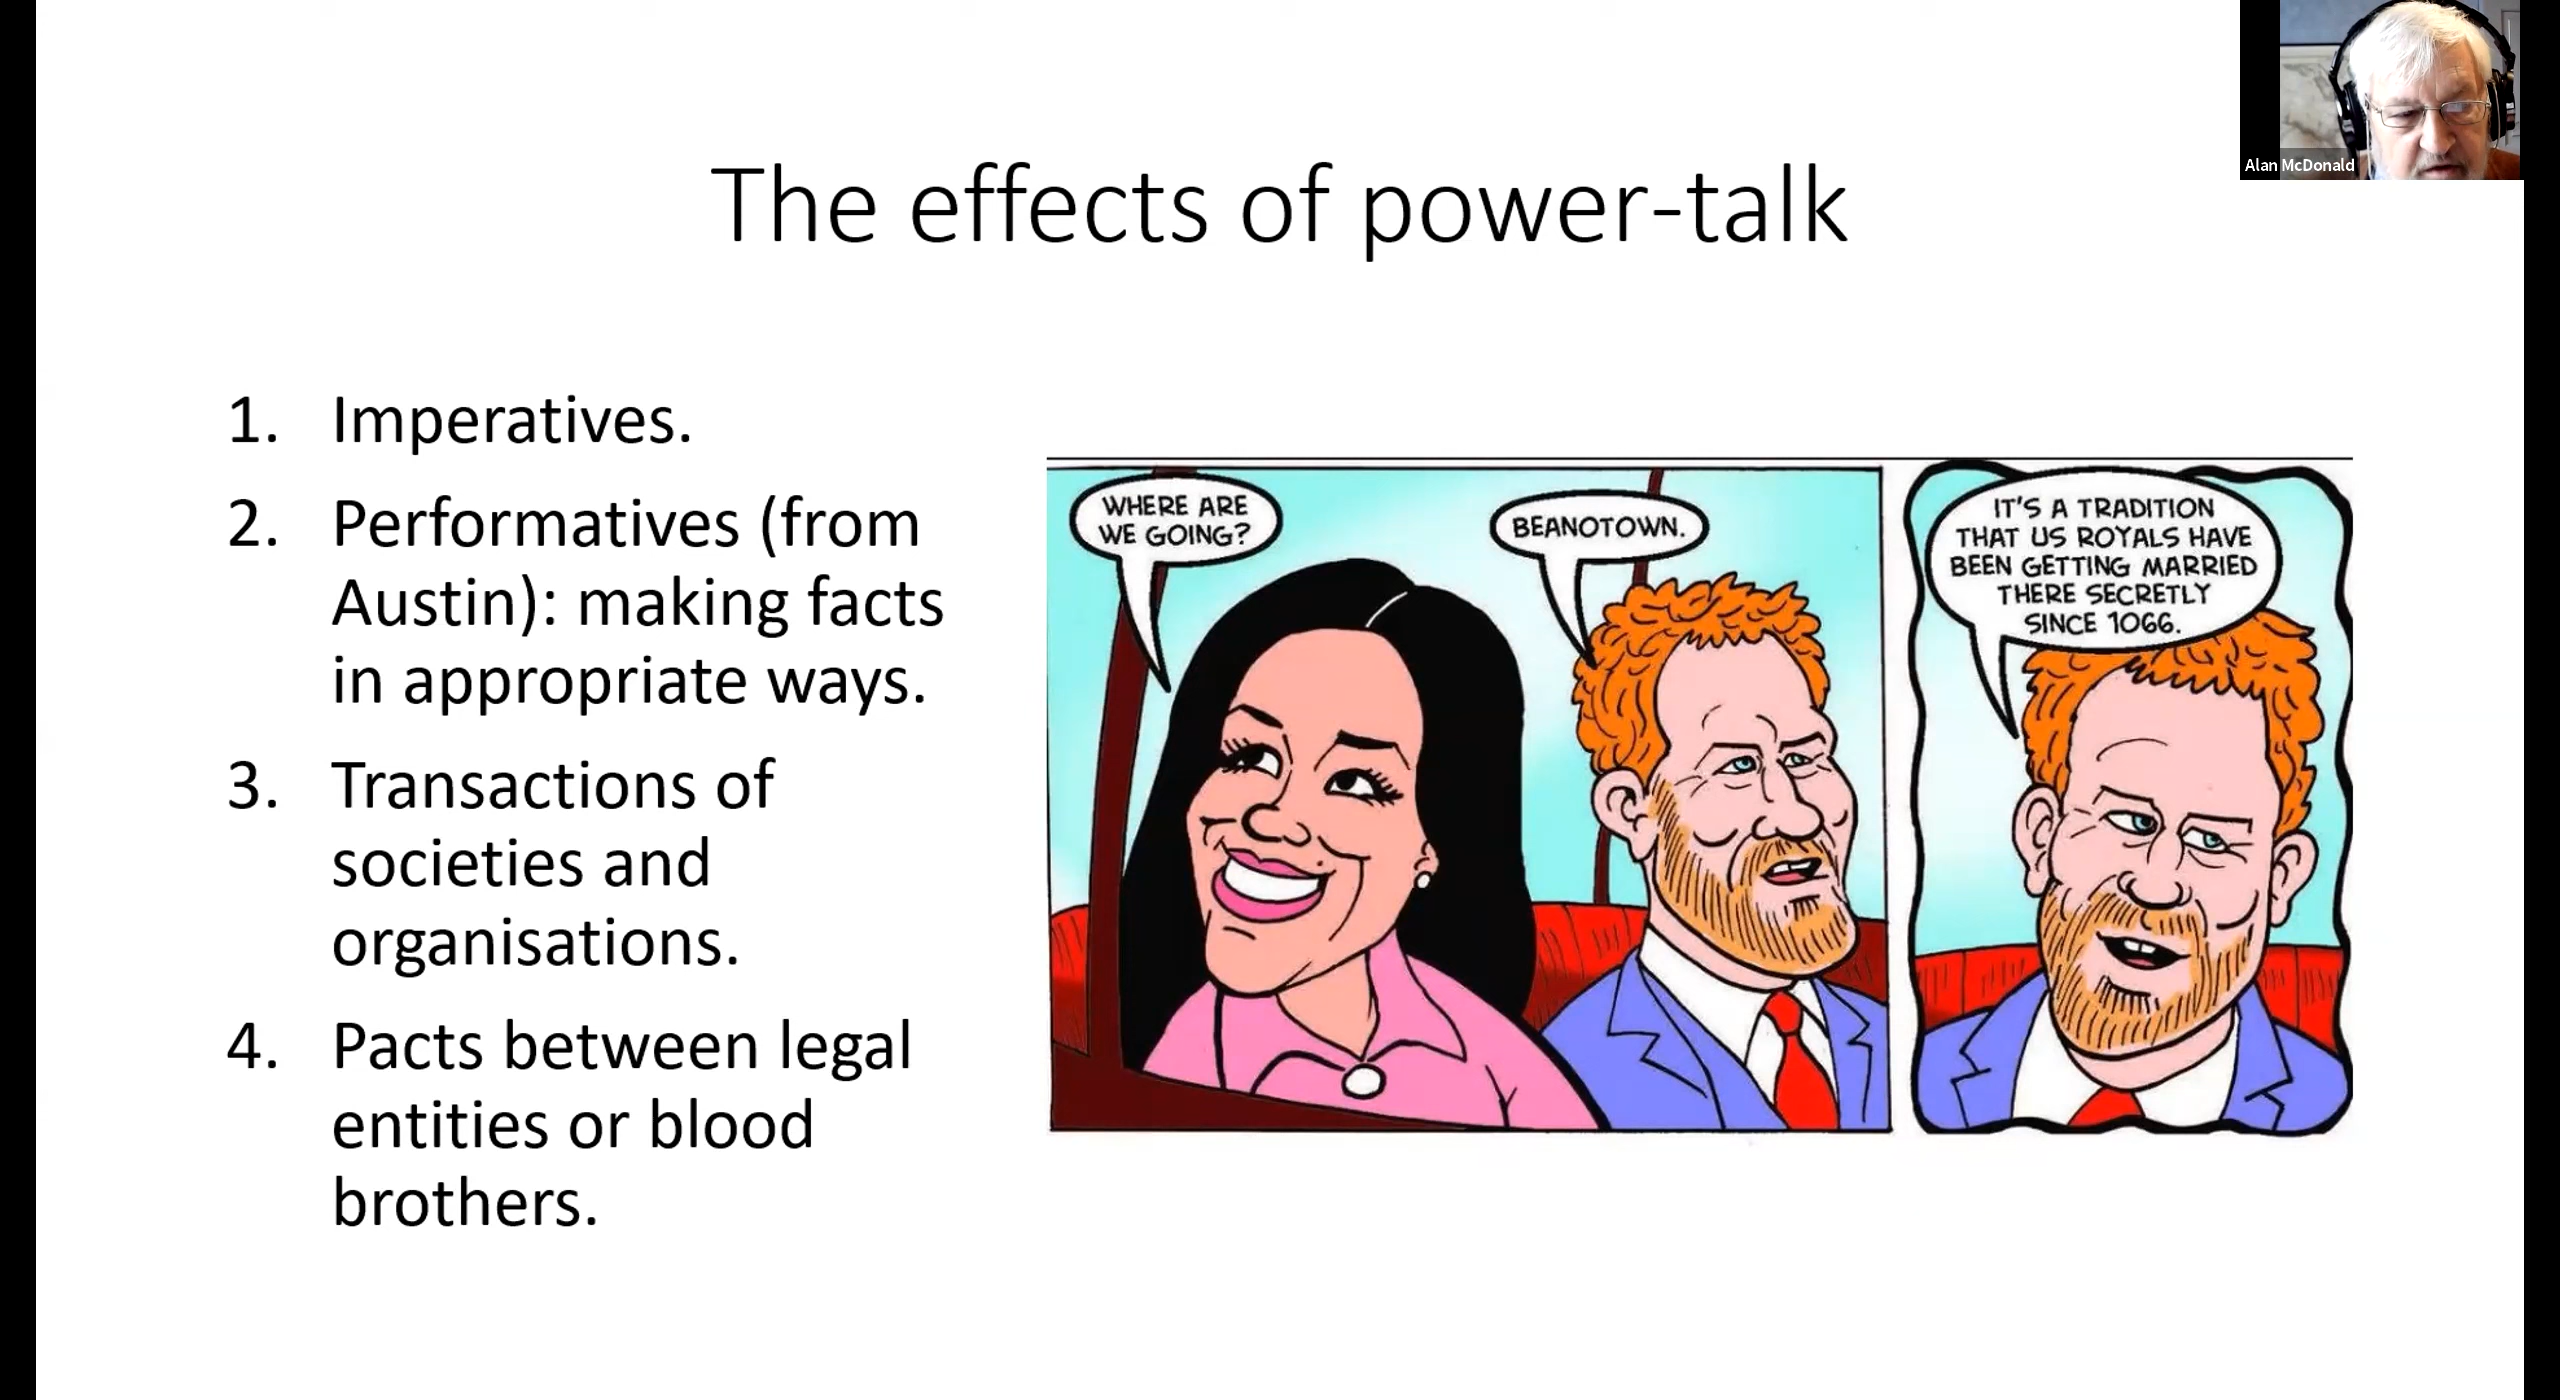 Alan McDonald
The effects of power-talk
1. Imperatives.
2. Performatives (from
Austin): making facts
in appropriate ways.
3. Transactions of
societies and
organisations.
4. Pacts between legal
entities or blood
brothers.
WHERE ARE
WE GOING?
BEANOTOWN.
IT'S A TRADITION
THAT US ROYALS HAVE
BEEN GETTING MARRIED
THERE SECRETLY
SINCE 1066.